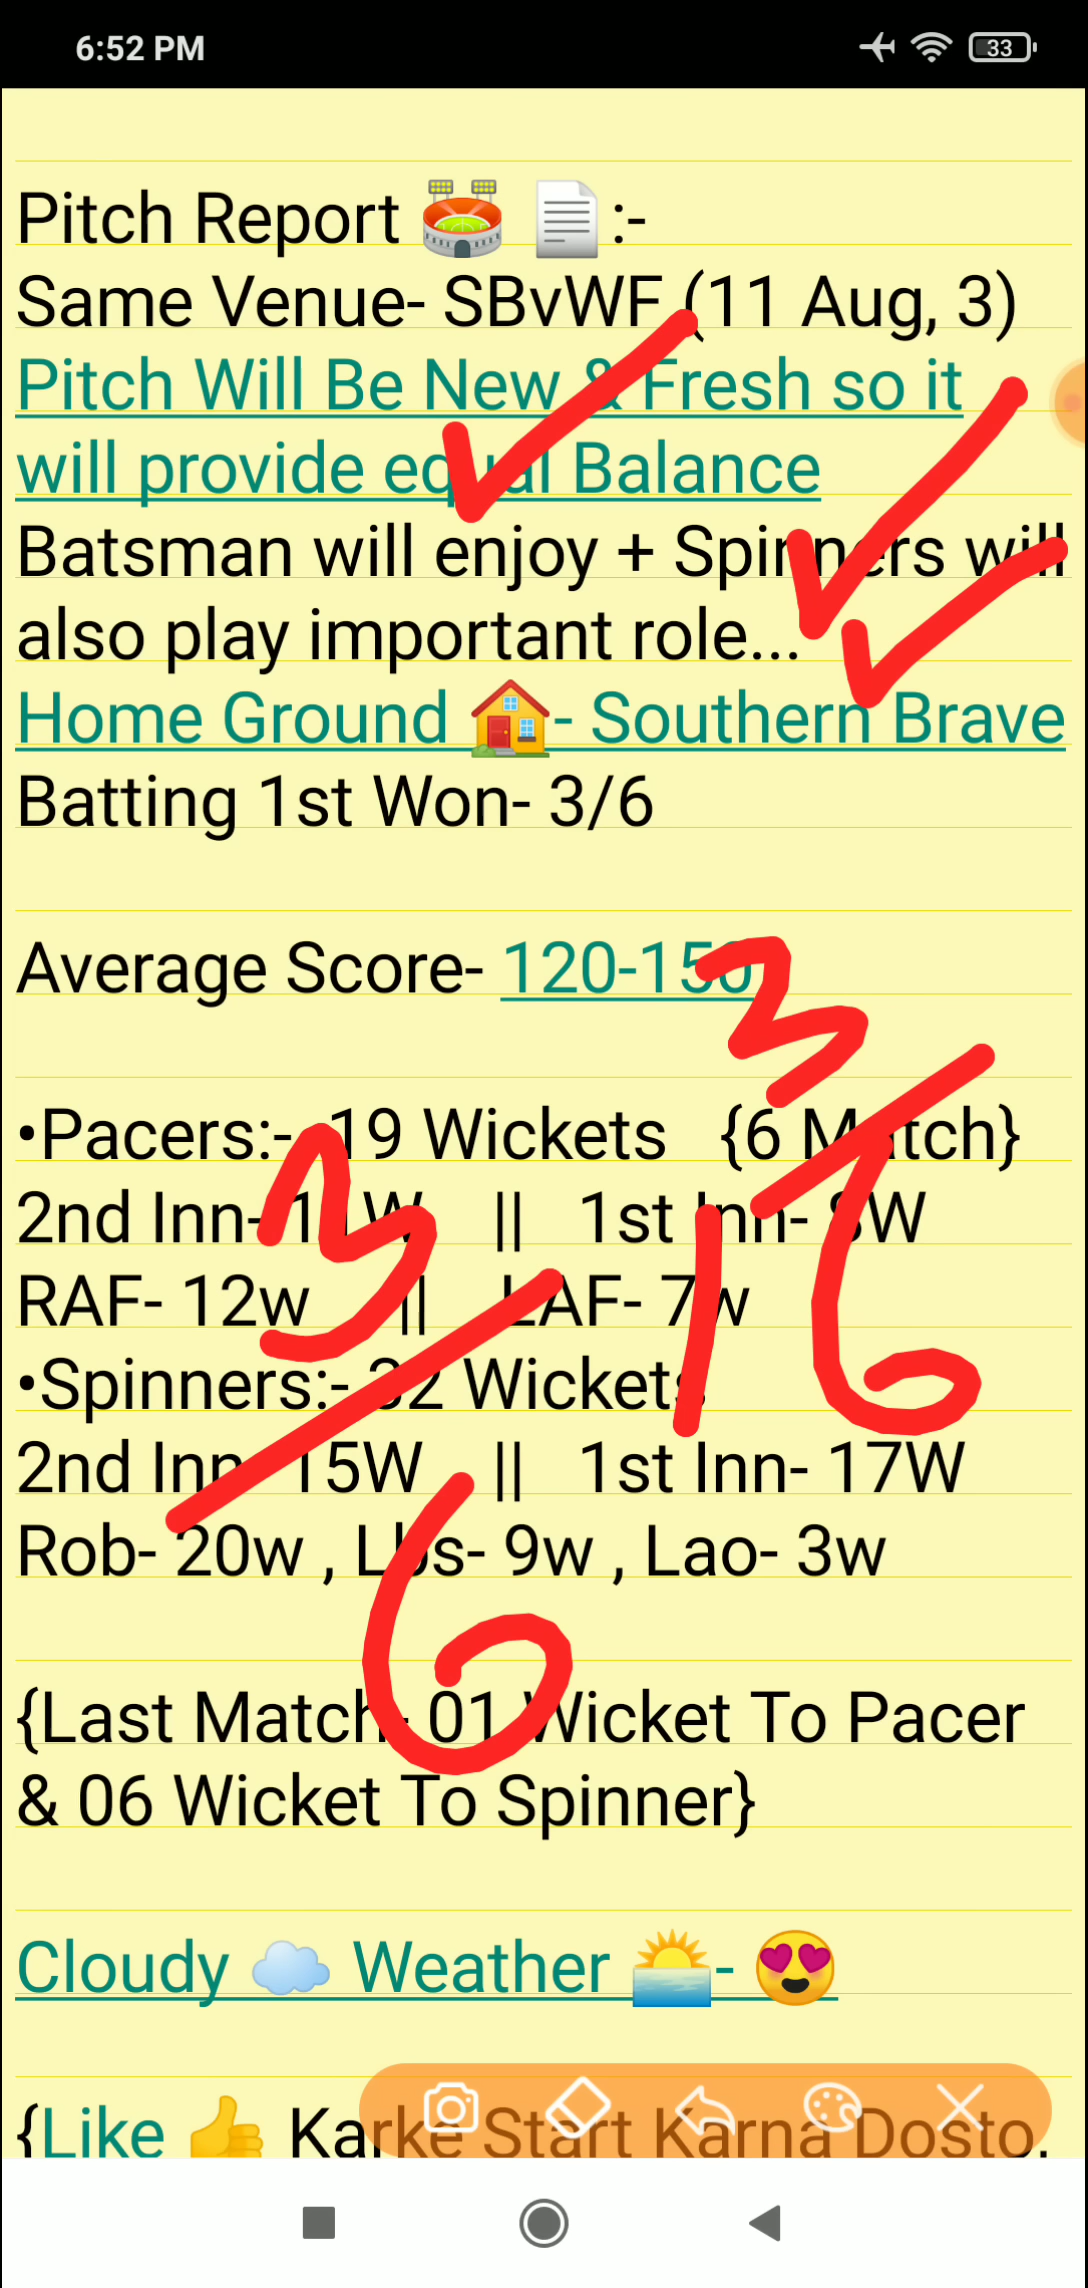 6:52 PM
33
Pitch Report 🏟️ 📄:-
Same Venue- SBvWF (11 Aug, 3)
Pitch Will Be New & Fresh so it
will provide equal Balance
Batsman will enjoy + Spinners will
also play important role...
Home Ground 🏠- Southern Brave
Batting 1st Won- 3/6
Average Score- 120-150
3/6
•Pacers:- 19 Wickets {6 Match}
2nd Inn- 11W || 1st Inn- 8W
RAF- 12w || LAF- 7w
•Spinners:- 32 Wickets
2nd Inn- 15W || 1st Inn- 17W
Rob- 20w , Lbs- 9w , Lao- 3w
3/6
1
{Last Match- 01 Wicket To Pacer
& 06 Wicket To Spinner}
Cloudy ☁️ Weather 🌅- 😍
{Like 👍 Karke Start Karna Dosto.